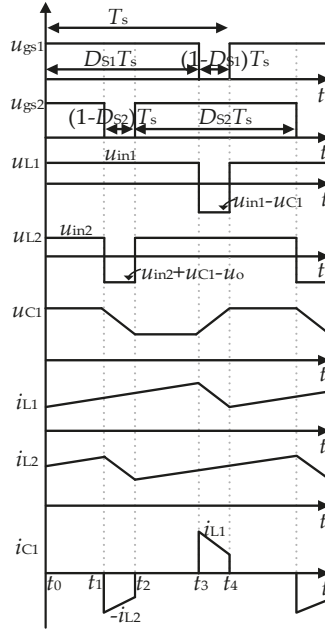 Ts
ugs1
DS1Ts
(1-DS1)Ts
t
ugs2
(1-DS2)Ts
DS2Ts
t
uL1
uin1
uin1-uC1
t
uL2
uin2
uin2+uC1-uo
t
uC1
t
iL1
t
iL2
t
iC1
iL1
t0
t1
t2
t3
t4
t
-iL2